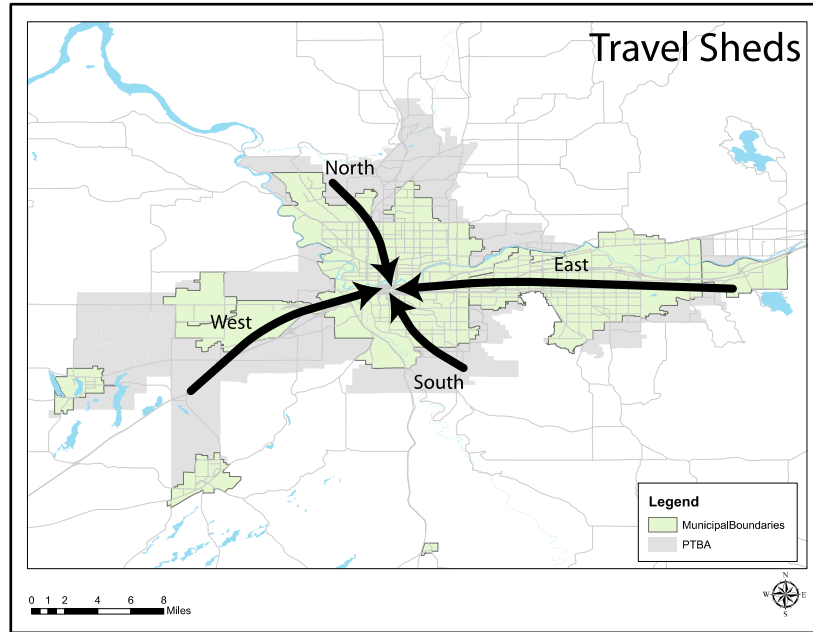 Travel Sheds
North
East
West
South
Legend
MunicipalBoundaries
PTBA
0 1 2 4 6 8
Miles
N
W E
S